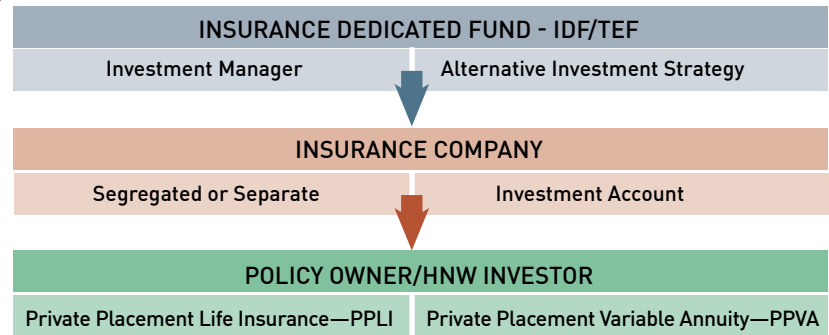 INSURANCE DEDICATED FUND - IDF/TEF
Investment Manager
Alternative Investment Strategy
INSURANCE COMPANY
Segregated or Separate
Investment Account
POLICY OWNER/HNW INVESTOR
Private Placement Life Insurance—PPLI
Private Placement Variable Annuity—PPVA